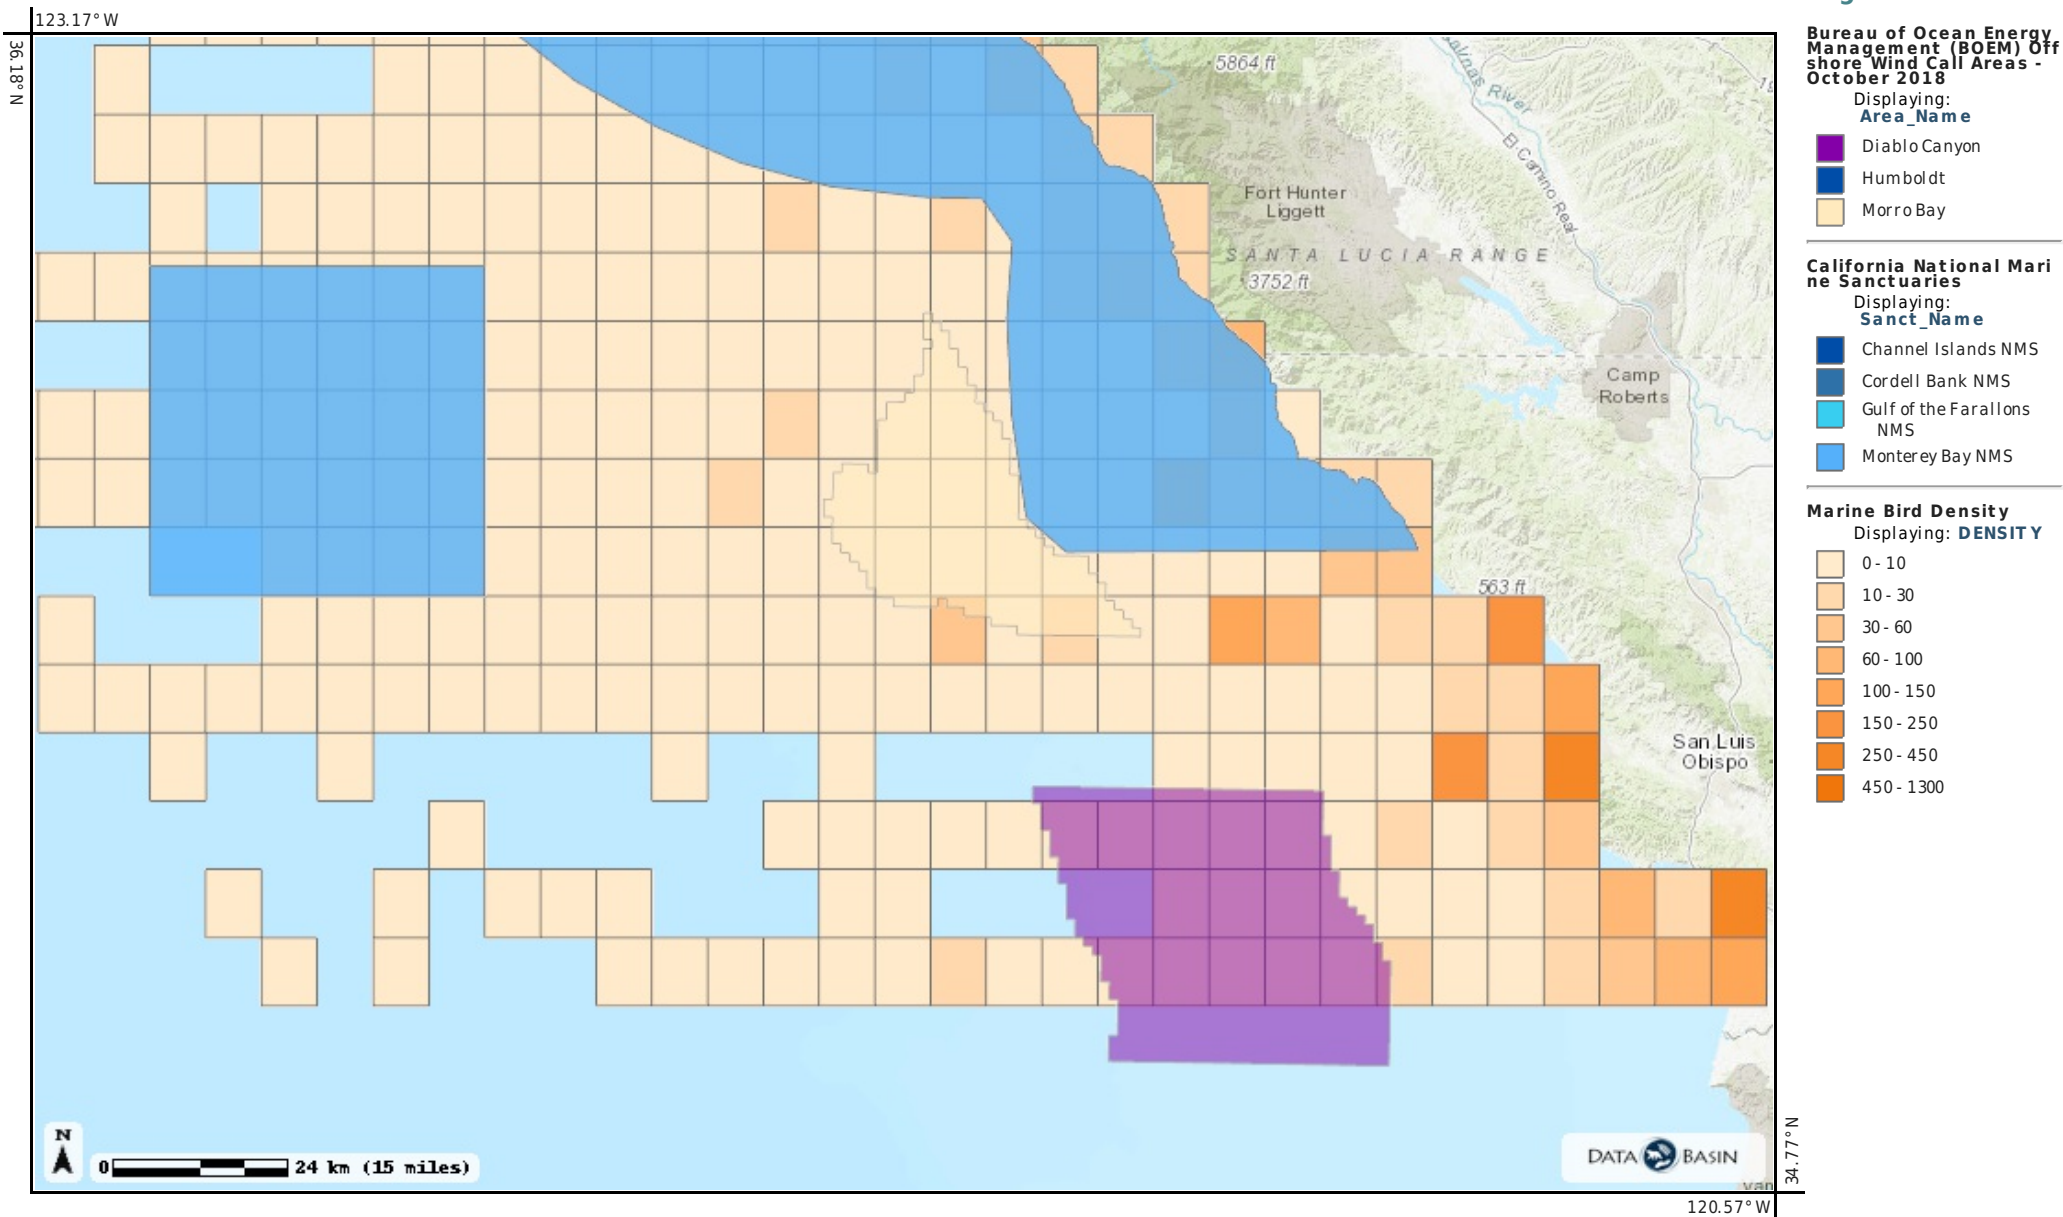 123.17° W
36.18° N
5864 ft
Salinas River
El Camino Real
Fort Hunter
Liggett
SANTA LUCIA RANGE
3752 ft
Camp
Roberts
563 ft
San Luis
Obispo
N
0 24 km (15 miles)
DATA BASIN
34.77° N
120.57° W
Bureau of Ocean Energy
Management (BOEM) Off
shore Wind Call Areas -
October 2018
Displaying:
Area_Name
Diablo Canyon
Humboldt
Morro Bay
California National Mari
ne Sanctuaries
Displaying:
Sanct_Name
Channel Islands NMS
Cordell Bank NMS
Gulf of the Farallons
NMS
Monterey Bay NMS
Marine Bird Density
Displaying: DENSITY
0 - 10
10 - 30
30 - 60
60 - 100
100 - 150
150 - 250
250 - 450
450 - 1300